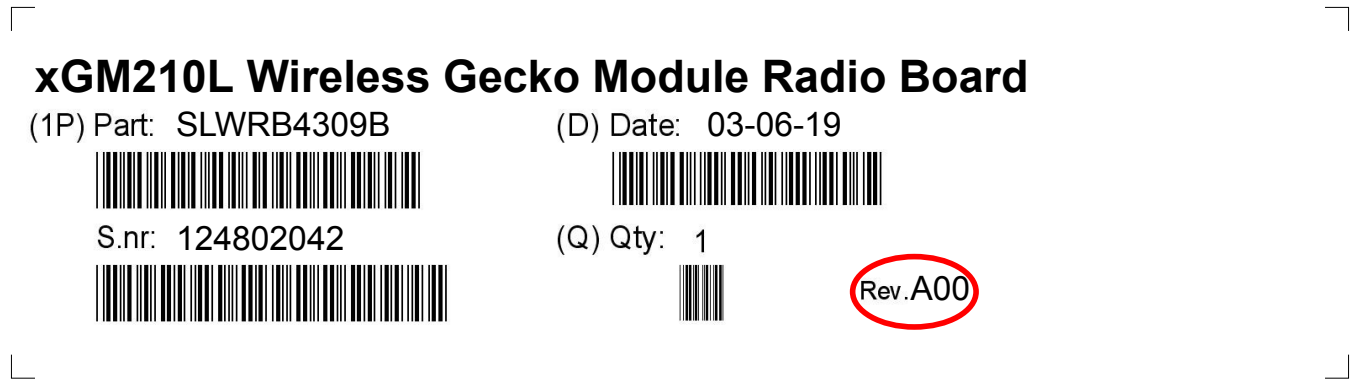 xGM210L Wireless Gecko Module Radio Board
(1P) Part: SLWRB4309B
(D) Date: 03-06-19
S.nr: 124802042
(Q) Qty: 1
Rev.A00